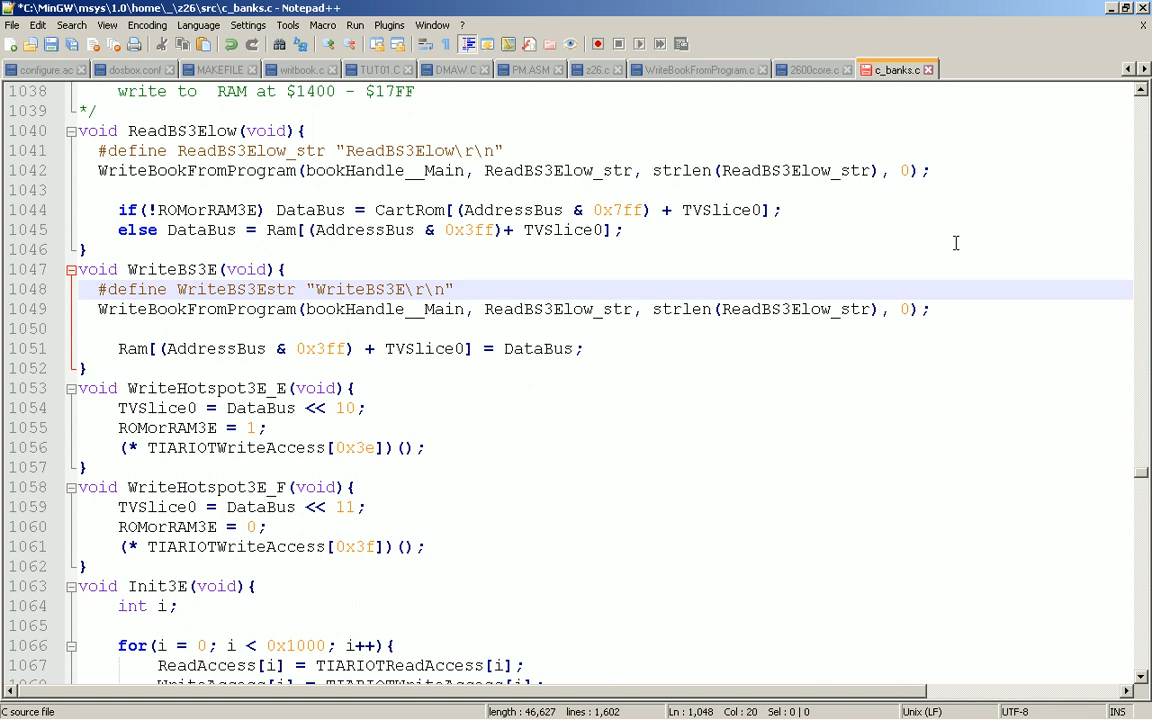 *C:\MinGW\msys\1.0\home\_\z26\src\c_banks.c - Notepad++
File Edit Search View Encoding Language Settings Tools Macro Run Plugins Window ?
X
configure.ac dosbox.conf MAKEFILE writbook.c TUT01.C DMAW.C PM.ASM z26.c WriteBookFromProgram.c 2600core.c c_banks.c
1038 write to  RAM at $1400 - $17FF
1039 */
1040 void ReadBS3Elow(void){
1041 #define ReadBS3Elow_str "ReadBS3Elow\r\n"
1042 WriteBookFromProgram(bookHandle__Main, ReadBS3Elow_str, strlen(ReadBS3Elow_str), 0);
1043
1044 if(!ROMorRAM3E) DataBus = CartRom[(AddressBus & 0x7ff) + TVSlice0];
1045 else DataBus = Ram[(AddressBus & 0x3ff)+ TVSlice0];
1046 }
1047 void WriteBS3E(void){
1048 #define WriteBS3Estr "WriteBS3E\r\n"
1049 WriteBookFromProgram(bookHandle__Main, ReadBS3Elow_str, strlen(ReadBS3Elow_str), 0);
1050
1051 Ram[(AddressBus & 0x3ff) + TVSlice0] = DataBus;
1052 }
1053 void WriteHotspot3E_E(void){
1054 TVSlice0 = DataBus << 10;
1055 ROMorRAM3E = 1;
1056 (* TIARIOTWriteAccess[0x3e])();
1057 }
1058 void WriteHotspot3E_F(void){
1059 TVSlice0 = DataBus << 11;
1060 ROMorRAM3E = 0;
1061 (* TIARIOTWriteAccess[0x3f])();
1062 }
1063 void Init3E(void){
1064 int i;
1065
1066 for(i = 0; i < 0x1000; i++){
1067 ReadAccess[i] = TIARIOTReadAccess[i];
C source file length : 46,627 lines : 1,602 Ln : 1,048 Col : 20 Sel : 0 | 0 Unix (LF) UTF-8 INS